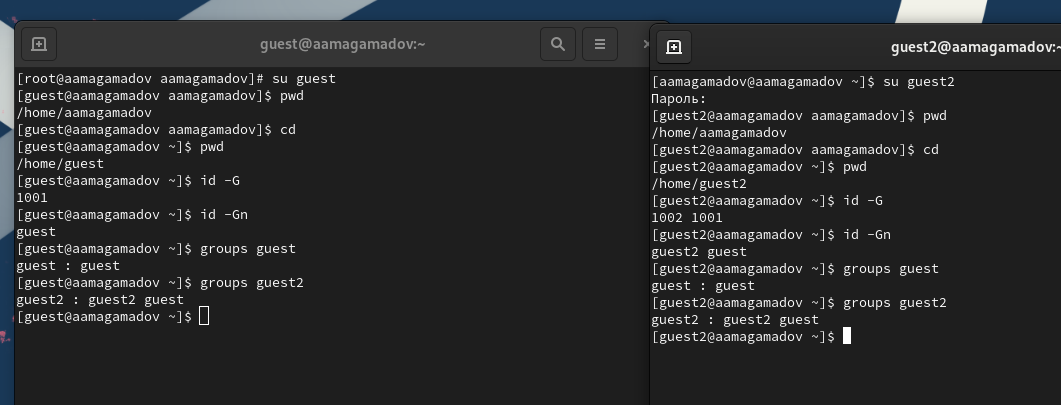 guest@aamagamadov:~
[root@aamagamadov aamagamadov]# su guest
[guest@aamagamadov aamagamadov]$ pwd
/home/aamagamadov
[guest@aamagamadov aamagamadov]$ cd
[guest@aamagamadov ~]$ pwd
/home/guest
[guest@aamagamadov ~]$ id -G
1001
[guest@aamagamadov ~]$ id -Gn
guest
[guest@aamagamadov ~]$ groups guest
guest : guest
[guest@aamagamadov ~]$ groups guest2
guest2 : guest2 guest
[guest@aamagamadov ~]$
guest2@aamagamadov:~
[aamagamadov@aamagamadov ~]$ su guest2
Пароль:
[guest2@aamagamadov aamagamadov]$ pwd
/home/aamagamadov
[guest2@aamagamadov aamagamadov]$ cd
[guest2@aamagamadov ~]$ pwd
/home/guest2
[guest2@aamagamadov ~]$ id -G
1002 1001
[guest2@aamagamadov ~]$ id -Gn
guest2 guest
[guest2@aamagamadov ~]$ groups guest
guest : guest
[guest2@aamagamadov ~]$ groups guest2
guest2 : guest2 guest
[guest2@aamagamadov ~]$